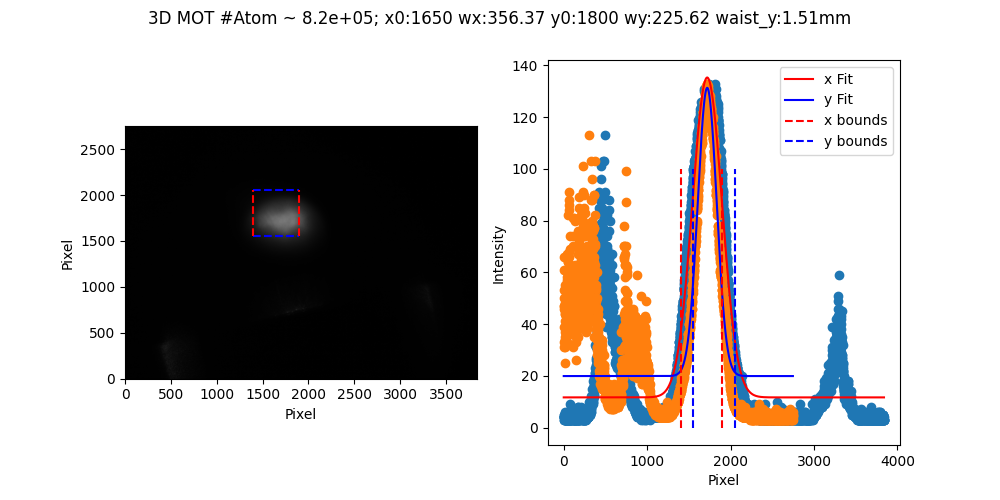 3D MOT #Atom ~ 8.2e+05; x0:1650 wx:356.37 y0:1800 wy:225.62 waist_y:1.51mm
2500
2000
1500
1000
500
0
Pixel
0 500 1000 1500 2000 2500 3000 3500
Pixel
140
120
100
80
60
40
20
0
Intensity
0 1000 2000 3000 4000
Pixel
x Fit
y Fit
x bounds
y bounds